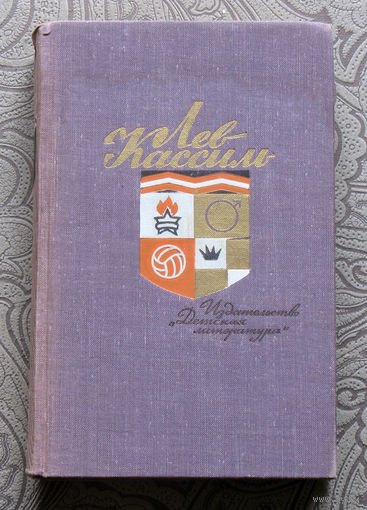 Лев
Кассиль
Издательство
„Детская
литература"